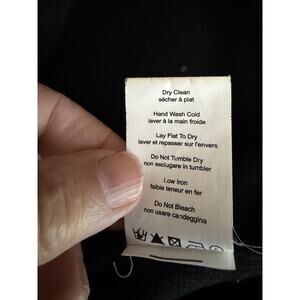 Dry Clean
sécher à plat
Hand Wash Cold
laver à la main froide
Lay Flat To Dry
laver et repasser sur l'envers
Do Not Tumble Dry
non esciugare in tumbler
Low Iron
faible teneur en fer
Do Not Bleach
non usare candeggina